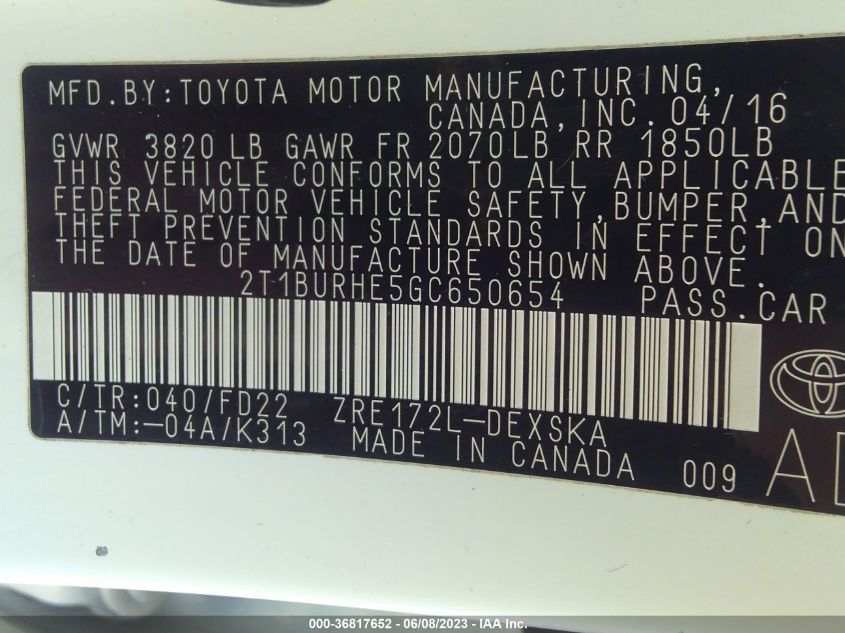 MFD.BY:TOYOTA MOTOR MANUFACTURING,
CANADA,INC. 04/16
GVWR 3820 LB GAWR FR 2070LB RR 1850LB
THIS VEHICLE CONFORMS TO ALL APPLICABLE
FEDERAL MOTOR VEHICLE SAFETY,BUMPER,AND
THEFT PREVENTION STANDARDS IN EFFECT ON
THE DATE OF MANUFACTURE SHOWN ABOVE.
2T1BURHE5GC650654 PASS.CAR
C/TR:040/FD22 ZRE172L-DEXSKA
A/TM:-04A/K313 MADE IN CANADA 009
000-36817652 - 06/08/2023 - IAA Inc.